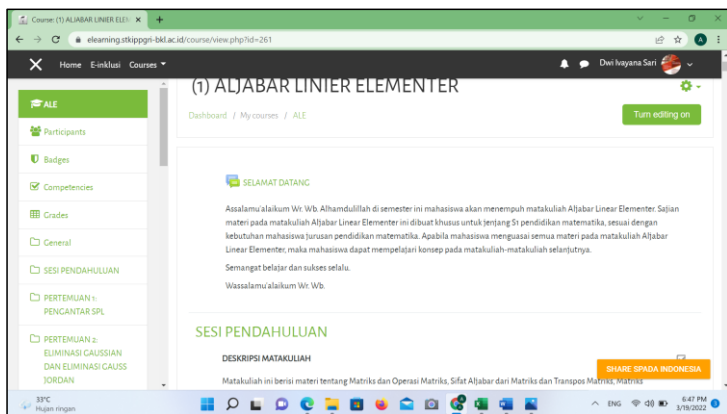 Course: (1) ALJABAR LINIER ELEM
elearning.stkippgri-bkl.ac.id/course/view.php?id=261
Home E-inklusi Courses
Dwi Ivayana Sari
(1) ALJABAR LINIER ELEMENTER
Dashboard / My courses / ALE
Turn editing on
ALE
Participants
Badges
Competencies
Grades
General
SESI PENDAHULUAN
PERTEMUAN 1:
PENGANTAR SPL
PERTEMUAN 2:
ELIMINASI GAUSSIAN
DAN ELIMINASI GAUSS
JORDAN
SELAMAT DATANG
Assalamu'alaikum Wr. Wb. Alhamdulillah di semester ini mahasiswa akan menempuh matakuliah Aljabar Linear Elementer. Sajian
materi pada matakuliah Aljabar Linear Elementer ini dibuat khusus untuk jenjang S1 pendidikan matematika, sesuai dengan
kebutuhan mahasiswa jurusan pendidikan matematika. Apabila mahasiswa menguasai semua materi pada matakuliah Aljabar
Linear Elementer, maka mahasiswa dapat mempelajari konsep pada matakuliah-matakuliah selanjutnya.
Semangat belajar dan sukses selalu.
Wassalamu'alaikum Wr. Wb.
SESI PENDAHULUAN
DESKRIPSI MATAKULIAH
Matakuliah ini berisi materi tentang Matriks dan Operasi Matriks, Sifat Aljabar dari Matriks dan Transpos Matriks, Matriks
SHARE SPADA INDONESIA
33°C
Hujan ringan
ENG
6:47 PM
3/19/2022